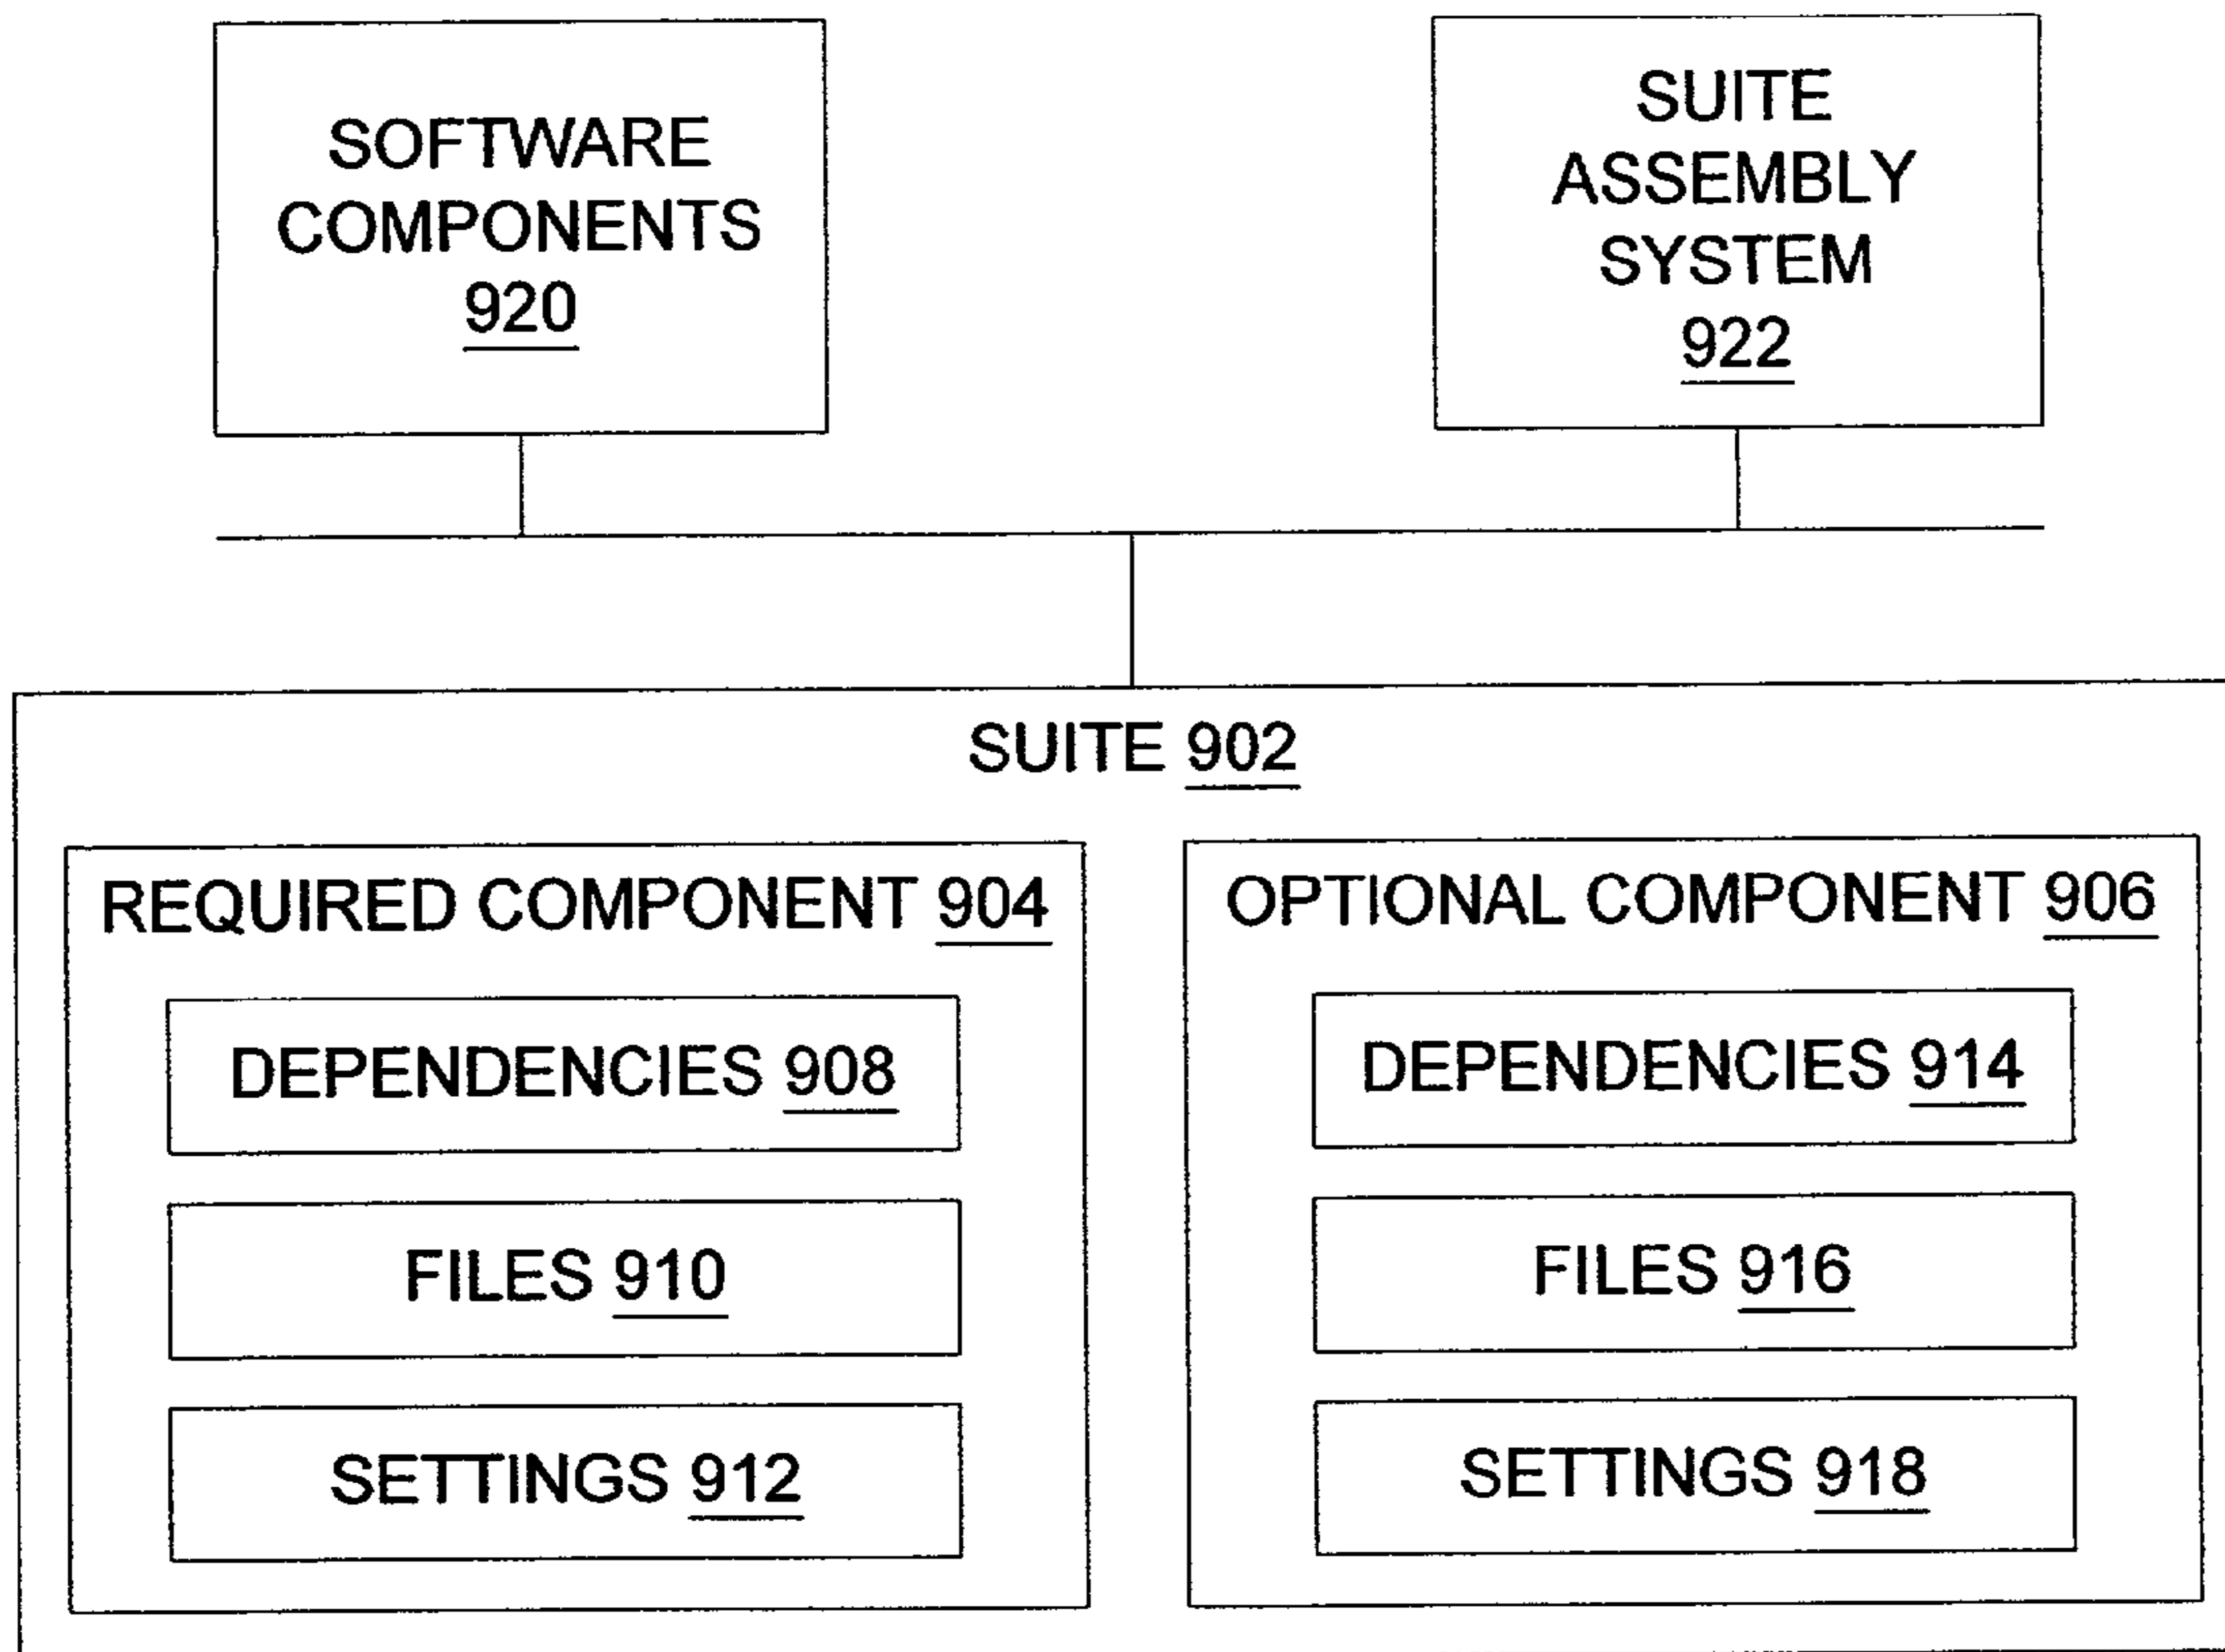 SOFTWARE
COMPONENTS
920
SUITE
ASSEMBLY
SYSTEM
922
SUITE 902
REQUIRED COMPONENT 904
DEPENDENCIES 908
FILES 910
SETTINGS 912
OPTIONAL COMPONENT 906
DEPENDENCIES 914
FILES 916
SETTINGS 918